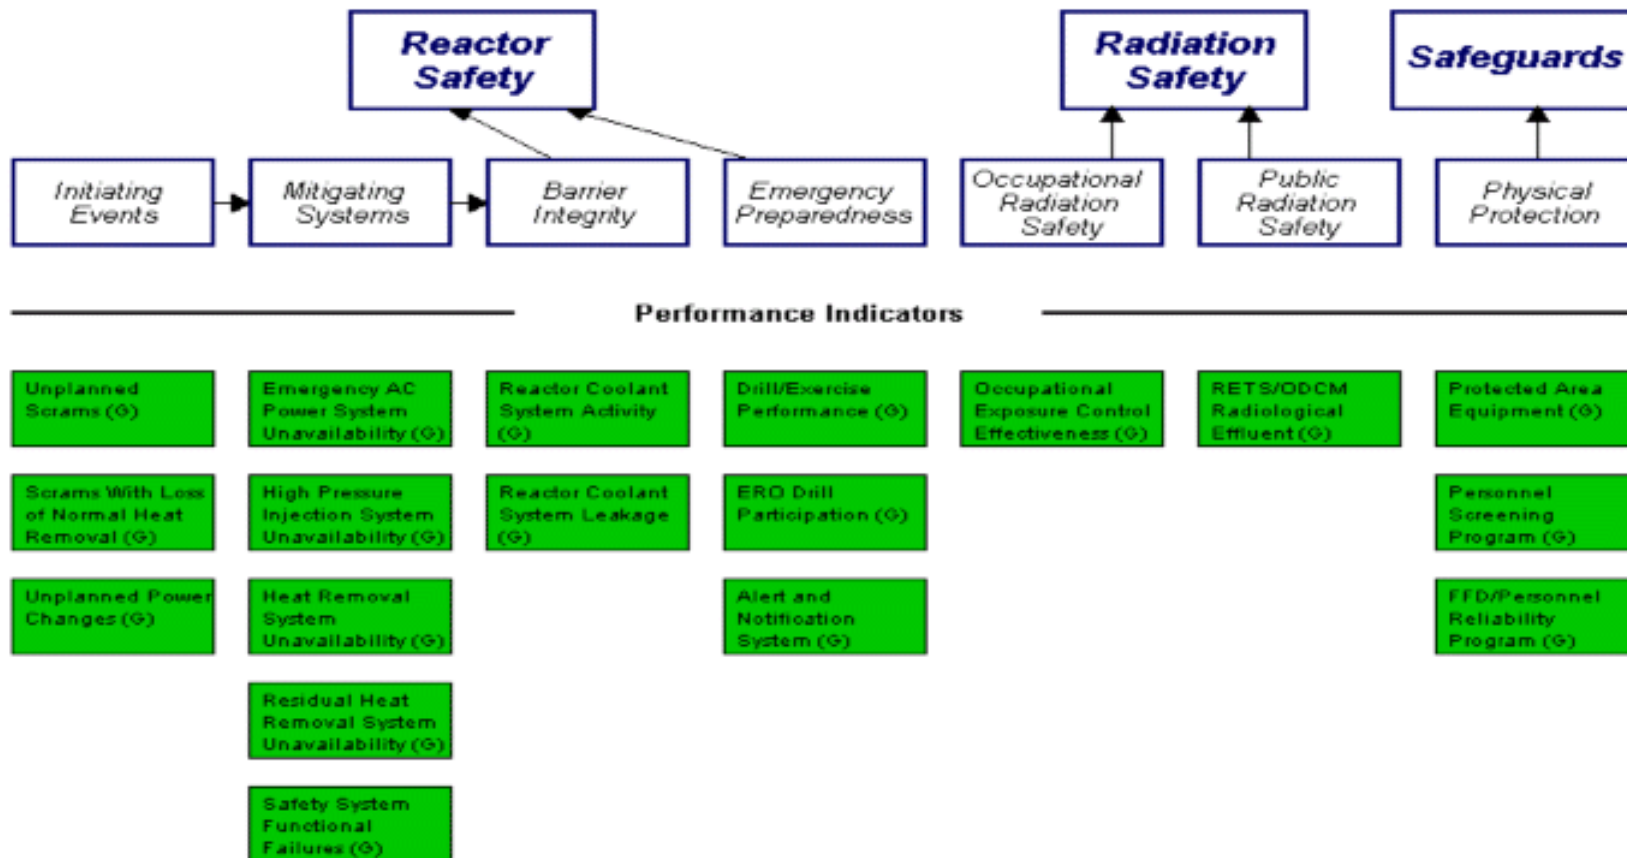 Reactor
Safety
Radiation
Safety
Safeguards
Initiating
Events
Mitigating
Systems
Barrier
Integrity
Emergency
Preparedness
Occupational
Radiation
Safety
Public
Radiation
Safety
Physical
Protection
Performance Indicators
Unplanned
Scrams (G)
Emergency AC
Power System
Unavailability (G)
Reactor Coolant
System Activity
(G)
Drill/Exercise
Performance (G)
Occupational
Exposure Control
Effectiveness (G)
RETS/ODCM
Radiological
Effluent (G)
Protected Area
Equipment (G)
Scrams With Loss
of Normal Heat
Removal (G)
High Pressure
Injection System
Unavailability (G)
Reactor Coolant
System Leakage
(G)
ERO Drill
Participation (G)
Personnel
Screening
Program (G)
Unplanned Power
Changes (G)
Heat Removal
System
Unavailability (G)
Alert and
Notification
System (G)
FFD/Personnel
Reliability
Program (G)
Residual Heat
Removal System
Unavailability (G)
Safety System
Functional
Failures (G)